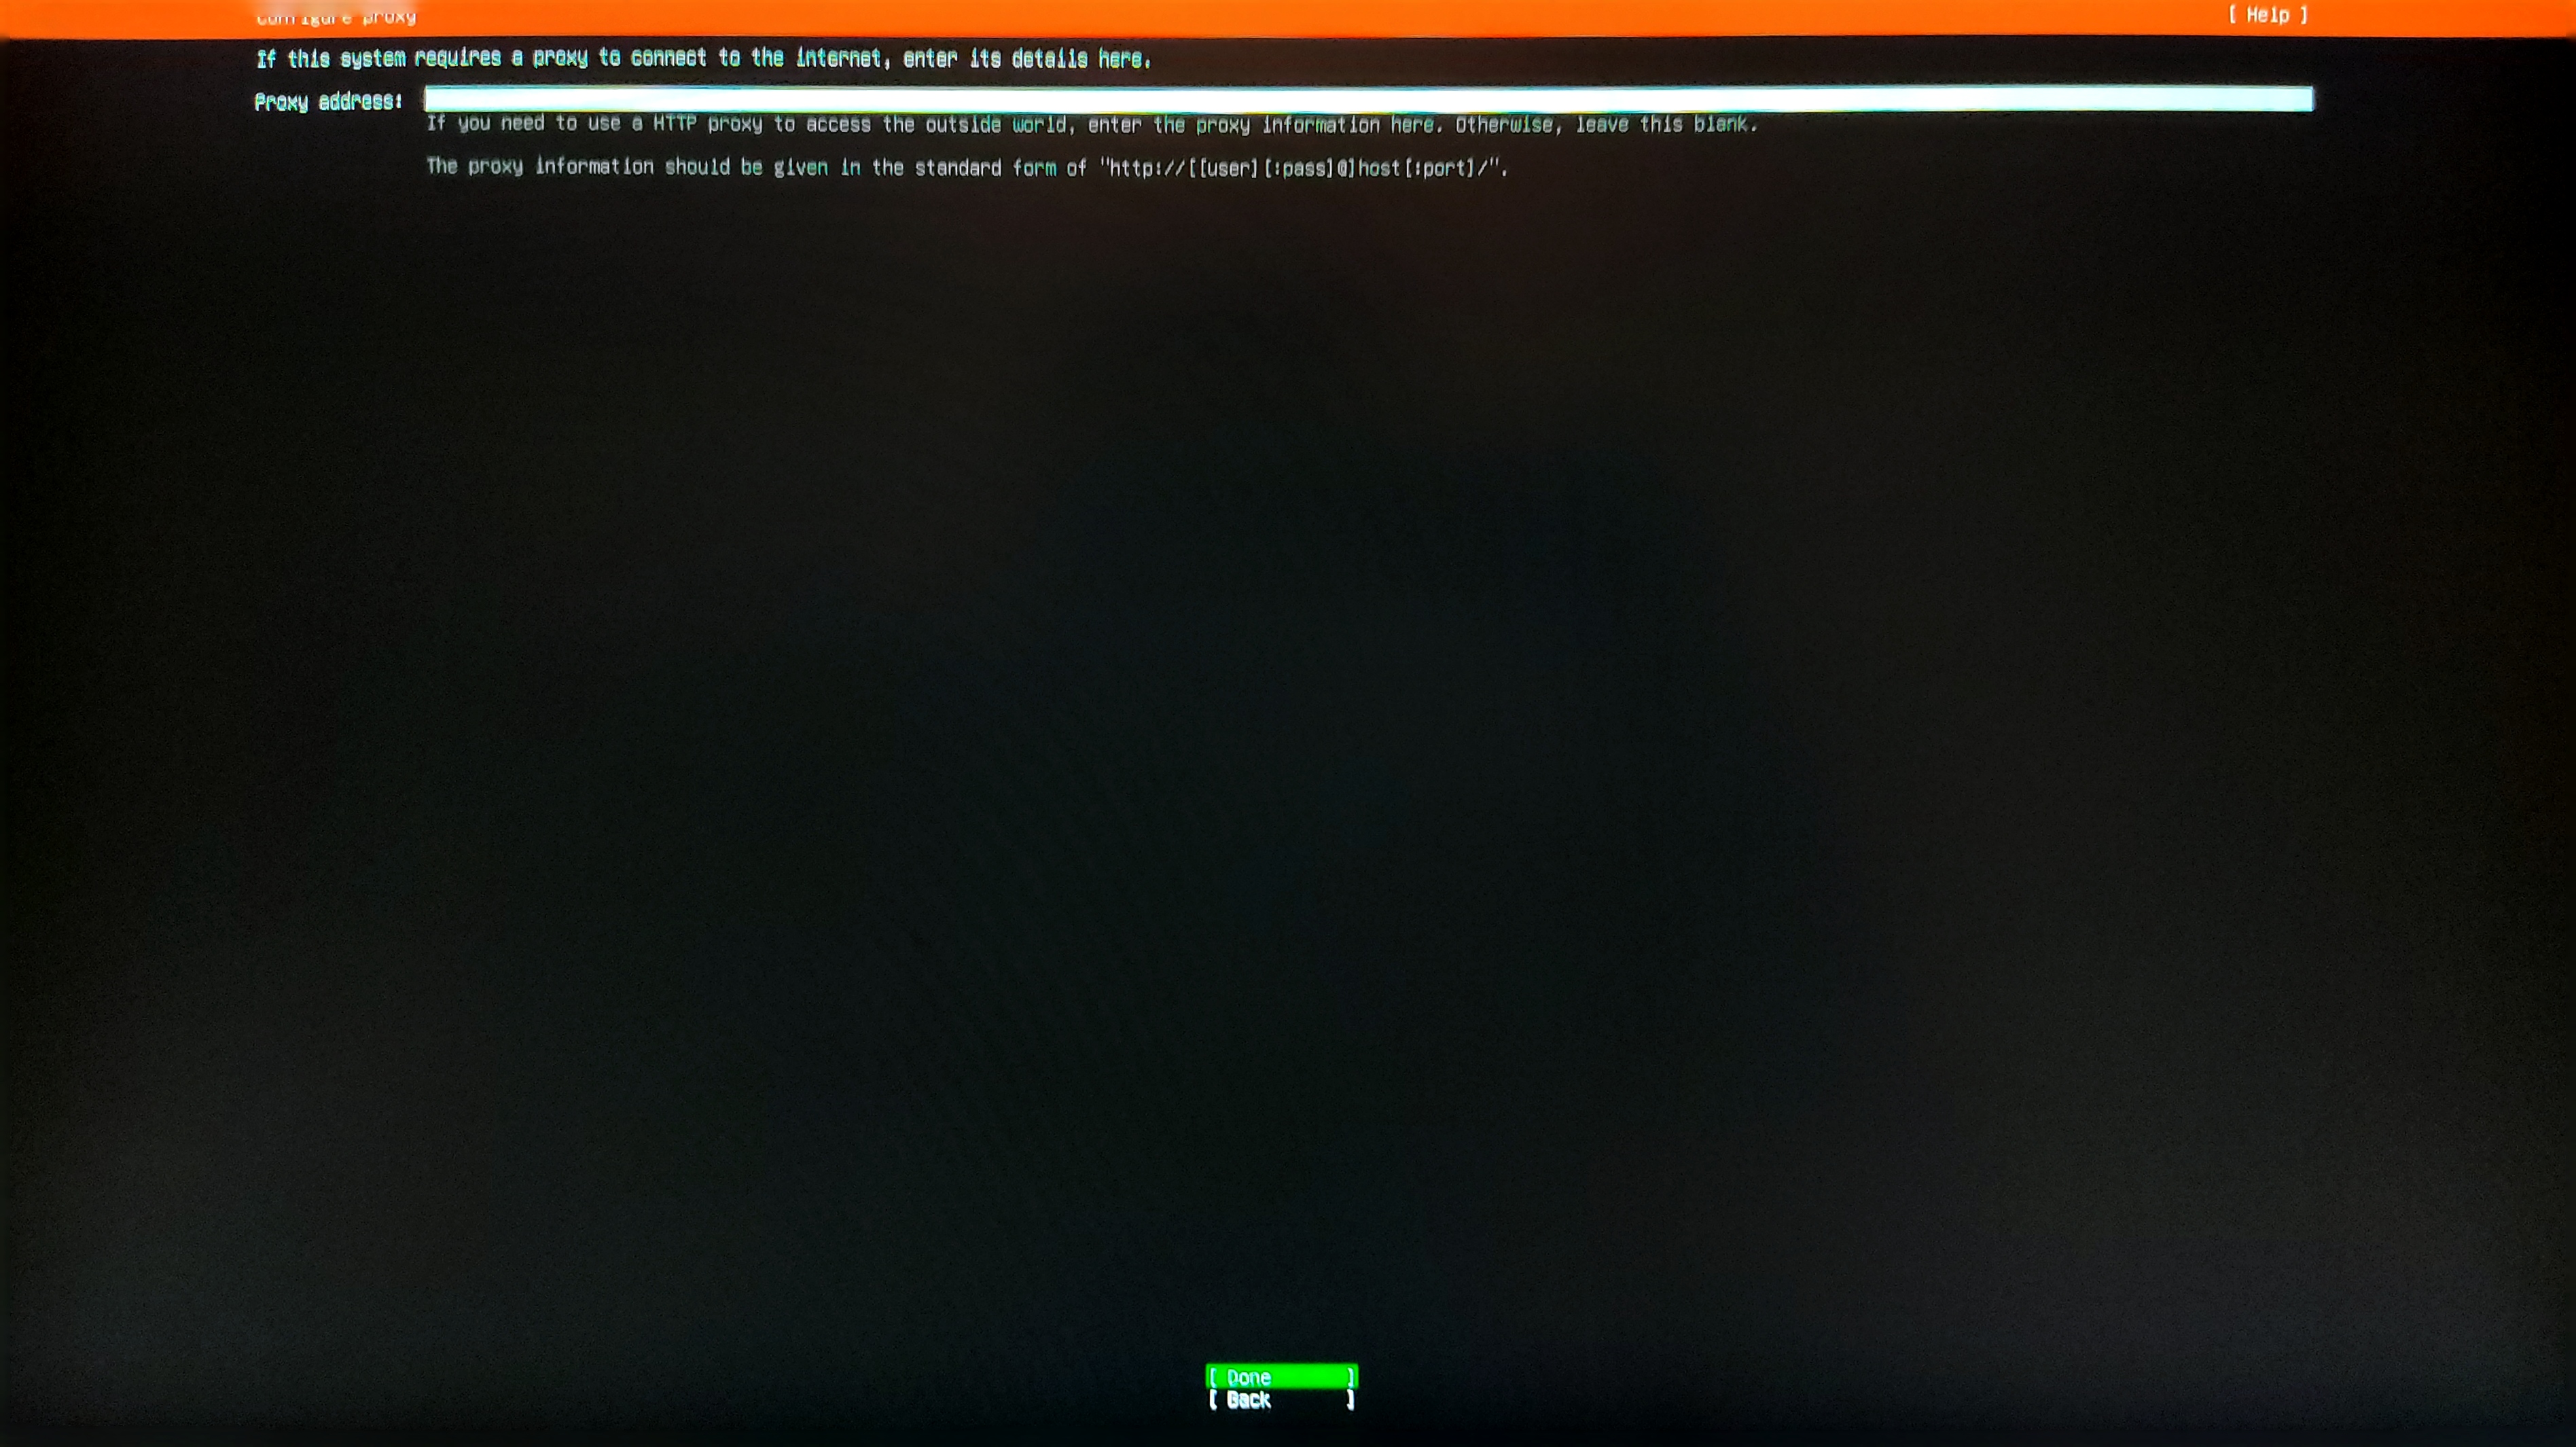 Configure proxy
[ Help ]
If this system requires a proxy to connect to the internet, enter its details here.
Proxy address:
If you need to use a HTTP proxy to access the outside world, enter the proxy information here. Otherwise, leave this blank.
The proxy information should be given in the standard form of "http://[[user][:pass]@]host[:port]/".
[ Done ]
[ Back ]